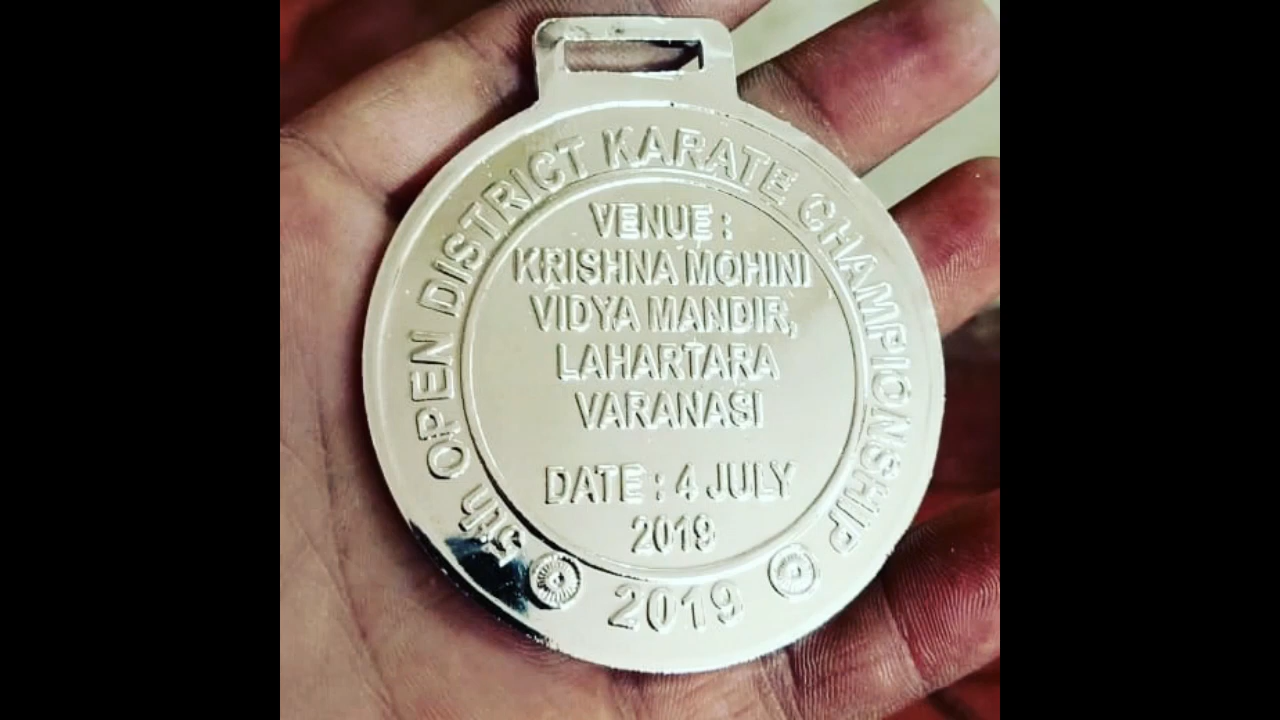 5th OPEN DISTRICT KARATE CHAMPIONSHIP
VENUE :
KRISHNA MOHINI
VIDYA MANDIR,
LAHARTARA
VARANASI
DATE : 4 JULY
2019
2019